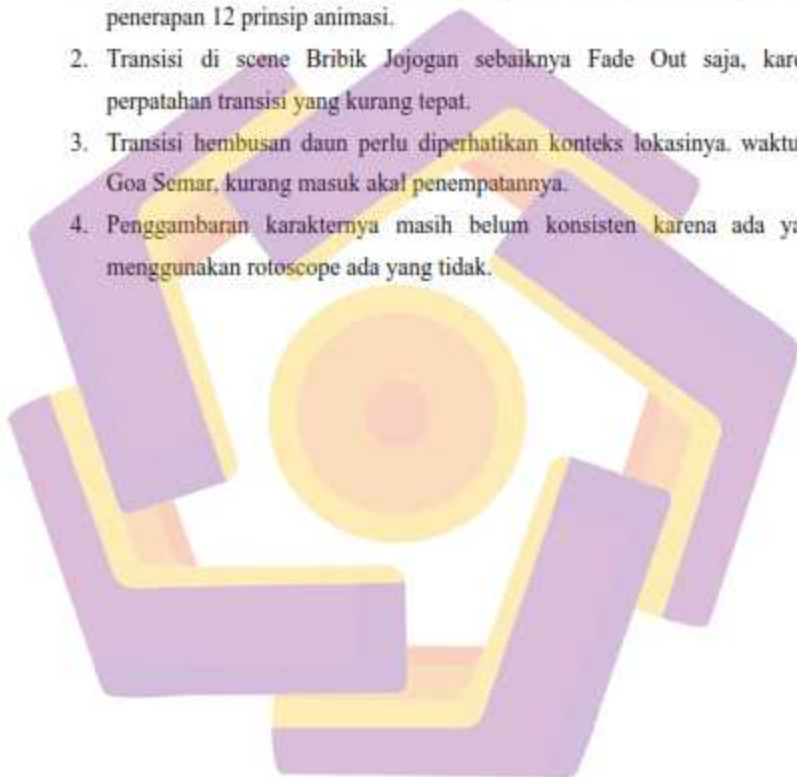 penerapan 12 prinsip animasi.
2. Transisi di scene Bribik Jojogan sebaiknya Fade Out saja, kare
perpatahan transisi yang kurang tepat.
3. Transisi hembusan daun perlu diperhatikan konteks lokasinya. waktu
Goa Semar, kurang masuk akal penempatannya.
4. Penggambaran karakternya masih belum konsisten karena ada ya
menggunakan rotoscope ada yang tidak.